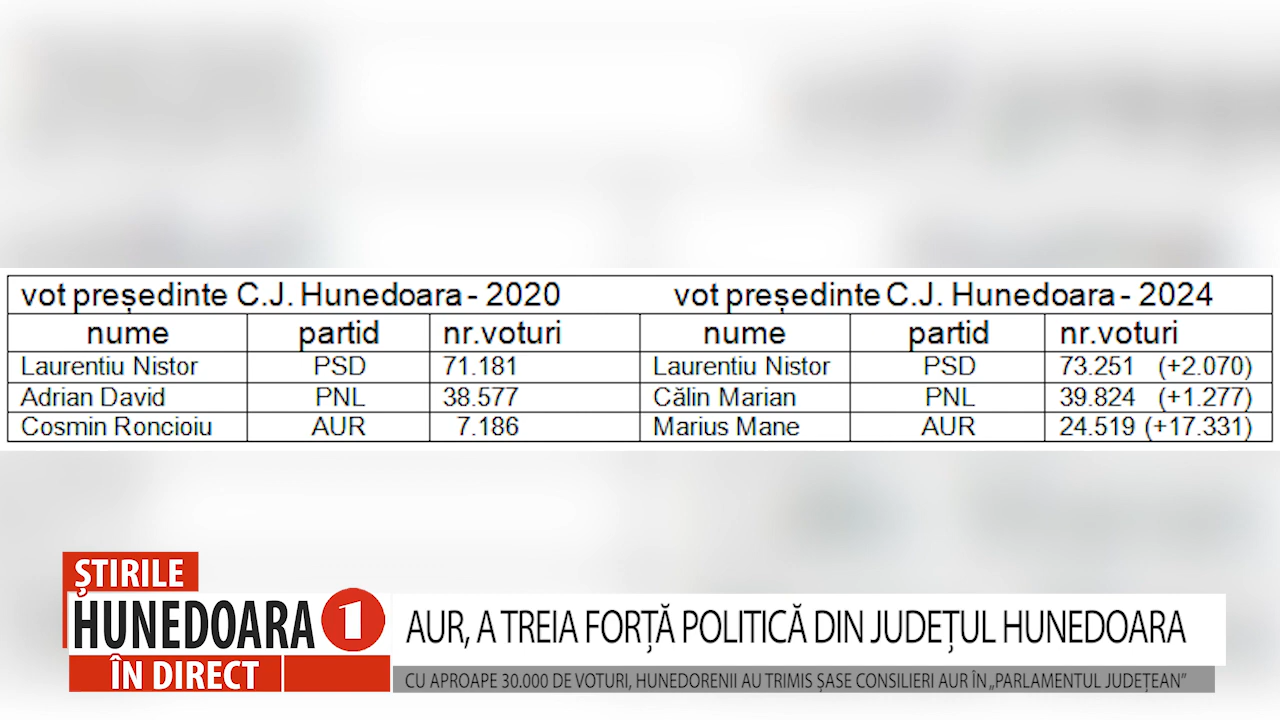 vot președinte C.J. Hunedoara - 2020 vot președinte C.J. Hunedoara - 2024
nume partid nr.voturi nume partid nr.voturi
Laurentiu Nistor PSD 71.181 Laurentiu Nistor PSD 73.251 (+2.070)
Adrian David PNL 38.577 Călin Marian PNL 39.824 (+1.277)
Cosmin Roncioiu AUR 7.186 Marius Mane AUR 24.519 (+17.331)
ȘTIRILE
HUNEDOARA 1
ÎN DIRECT
AUR, A TREIA FORȚĂ POLITICĂ DIN JUDEȚUL HUNEDOARA
CU APROAPE 30.000 DE VOTURI, HUNEDORENII AU TRIMIS ȘASE CONSILIERI AUR ÎN „PARLAMENTUL JUDEȚEAN”